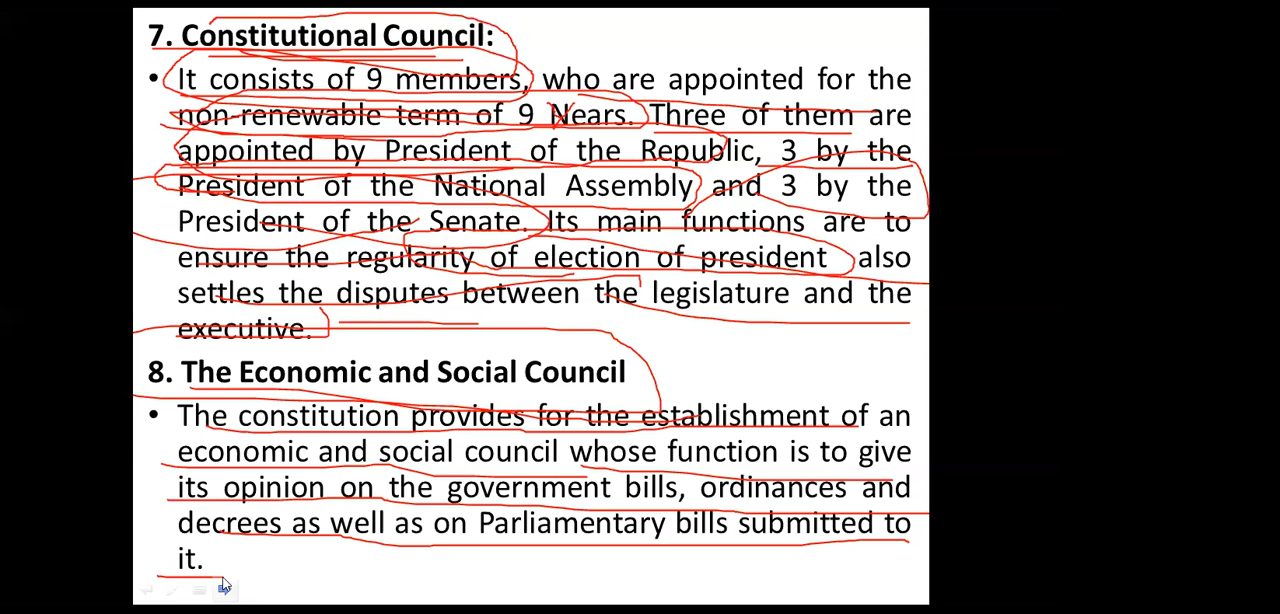 7. Constitutional Council:
• It consists of 9 members, who are appointed for the
non-renewable term of 9 Years. Three of them are
appointed by President of the Republic, 3 by the
President of the National Assembly and 3 by the
President of the Senate. Its main functions are to
ensure the regularity of election of president also
settles the disputes between the legislature and the
executive.
8. The Economic and Social Council
• The constitution provides for the establishment of an
economic and social council whose function is to give
its opinion on the government bills, ordinances and
decrees as well as on Parliamentary bills submitted to
it.